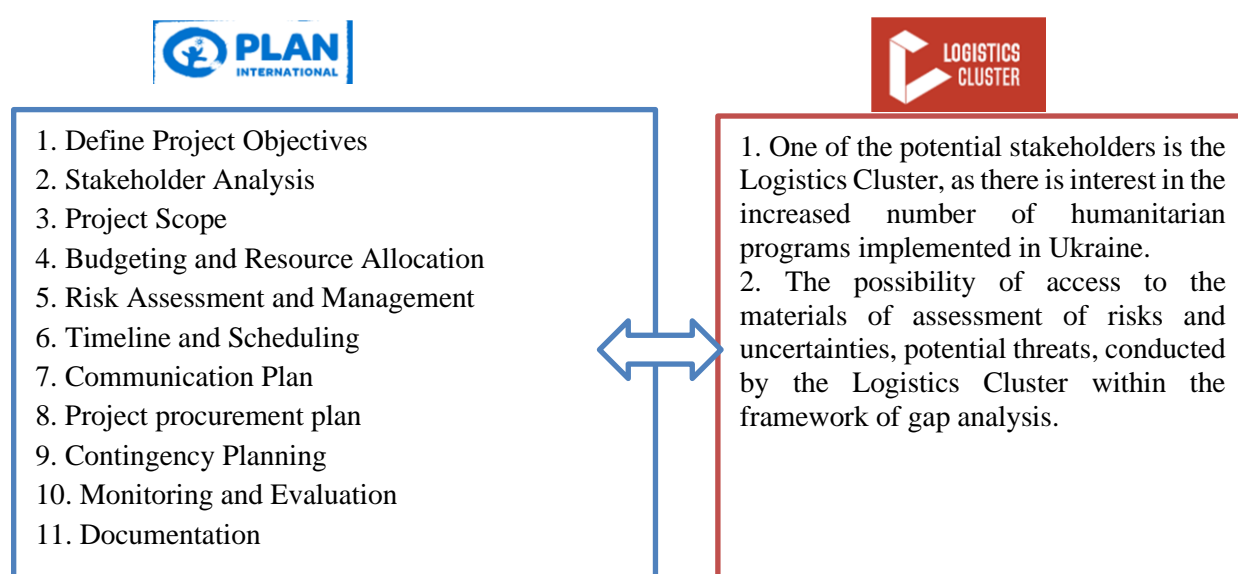 PLAN
INTERNATIONAL
LOGISTICS
CLUSTER
1. Define Project Objectives
2. Stakeholder Analysis
3. Project Scope
4. Budgeting and Resource Allocation
5. Risk Assessment and Management
6. Timeline and Scheduling
7. Communication Plan
8. Project procurement plan
9. Contingency Planning
10. Monitoring and Evaluation
11. Documentation
1. One of the potential stakeholders is the
Logistics Cluster, as there is interest in the
increased number of humanitarian
programs implemented in Ukraine.
2. The possibility of access to the
materials of assessment of risks and
uncertainties, potential threats, conducted
by the Logistics Cluster within the
framework of gap analysis.